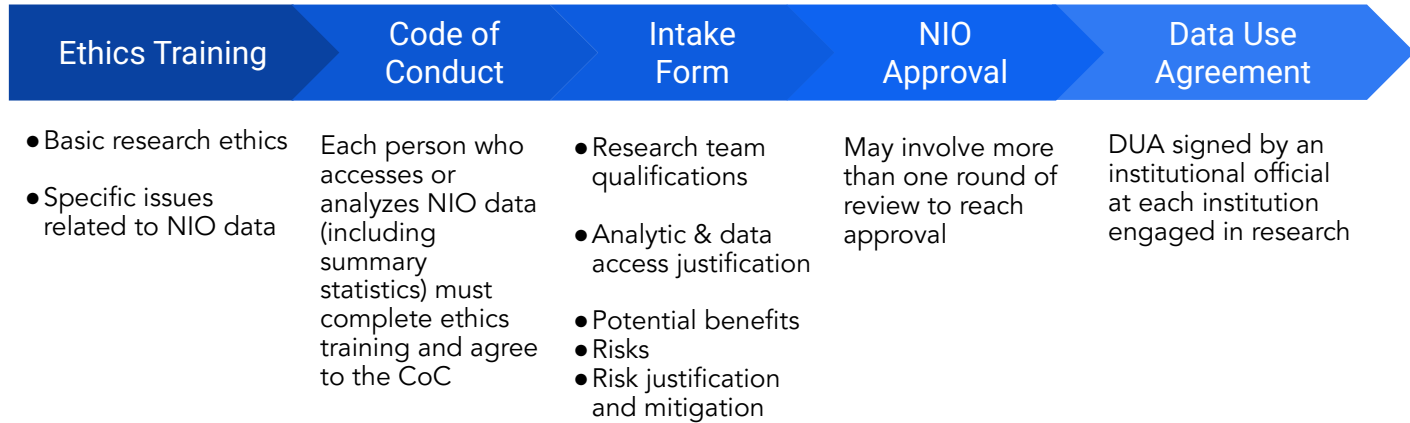 Ethics Training
Code of
Conduct
Intake
Form
NIO
Approval
Data Use
Agreement
●Basic research ethics
●Specific issues
related to NIO data
Each person who
accesses or
analyzes NIO data
(including
summary
statistics) must
complete ethics
training and agree
to the CoC
●Research team
qualifications
●Analytic & data
access justification
●Potential benefits
●Risks
●Risk justification
and mitigation
May involve more
than one round of
review to reach
approval
DUA signed by an
institutional official
at each institution
engaged in research